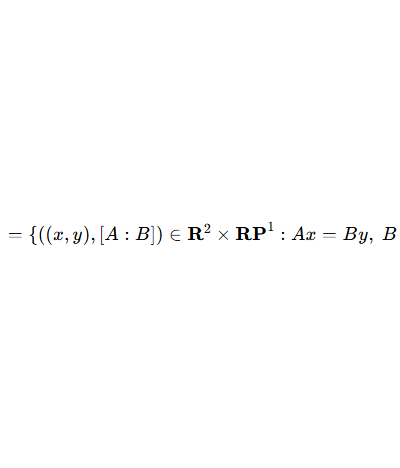 = {((x, y), [A : B]) ∈ R² × RP¹ : Ax = By, B